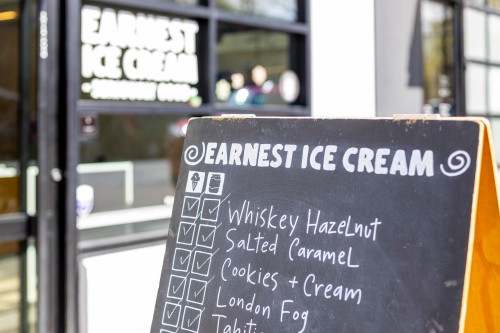 EARNEST
ICE CREAM
EARNEST ICE CREAM
Whiskey Hazelnut
Salted Caramel
Cookies + Cream
London Fog